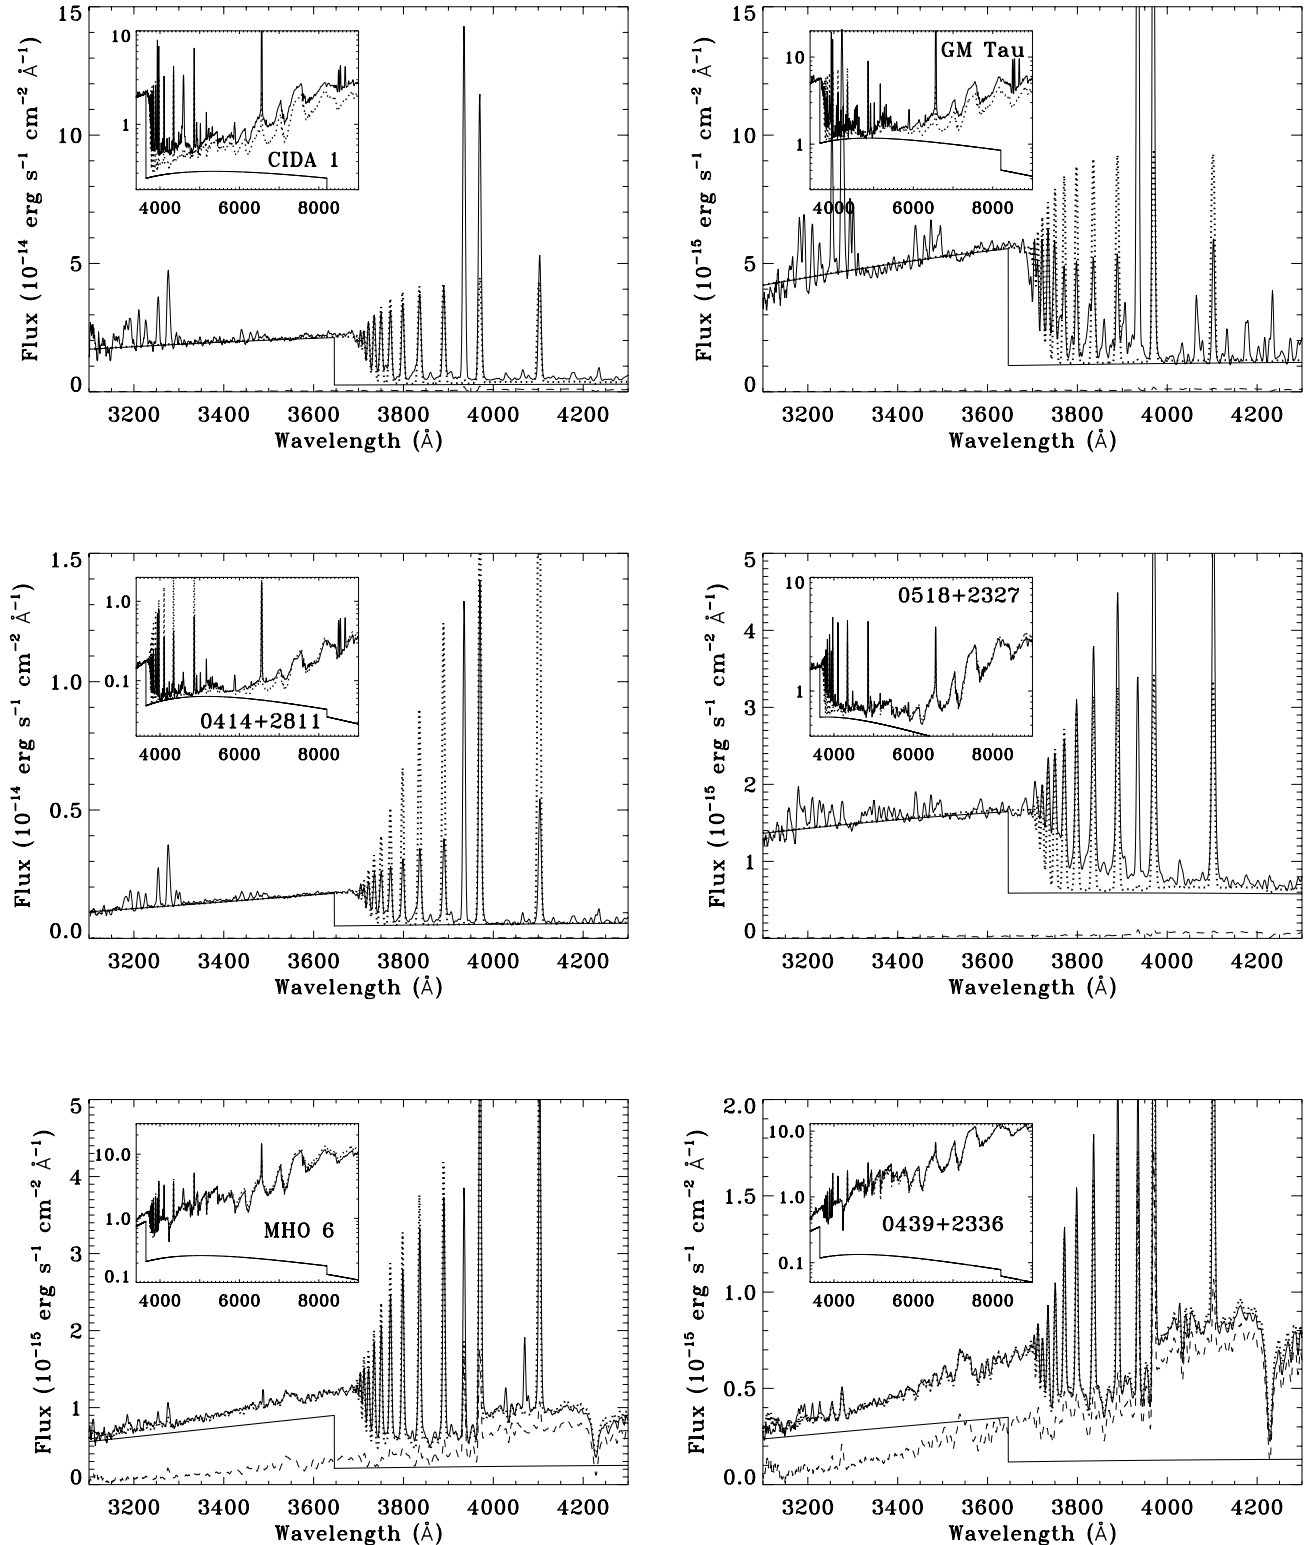 15
10
5
0
Flux (10⁻¹⁴ erg s⁻¹ cm⁻² Å⁻¹)
10
1
CIDA 1
4000 6000 8000
3200 3400 3600 3800 4000 4200
Wavelength (Å)
15
10
5
0
Flux (10⁻¹⁵ erg s⁻¹ cm⁻² Å⁻¹)
10
1
GM Tau
4000 6000 8000
3200 3400 3600 3800 4000 4200
Wavelength (Å)
1.5
1.0
0.5
0.0
Flux (10⁻¹⁴ erg s⁻¹ cm⁻² Å⁻¹)
1.0
0.1
0414+2811
4000 6000 8000
3200 3400 3600 3800 4000 4200
Wavelength (Å)
5
4
3
2
1
0
Flux (10⁻¹⁵ erg s⁻¹ cm⁻² Å⁻¹)
10
1
0518+2327
4000 6000 8000
3200 3400 3600 3800 4000 4200
Wavelength (Å)
5
4
3
2
1
0
Flux (10⁻¹⁵ erg s⁻¹ cm⁻² Å⁻¹)
10.0
1.0
0.1
MHO 6
4000 6000 8000
3200 3400 3600 3800 4000 4200
Wavelength (Å)
2.0
1.5
1.0
0.5
0.0
Flux (10⁻¹⁵ erg s⁻¹ cm⁻² Å⁻¹)
10.0
1.0
0.1
0439+2336
4000 6000 8000
3200 3400 3600 3800 4000 4200
Wavelength (Å)